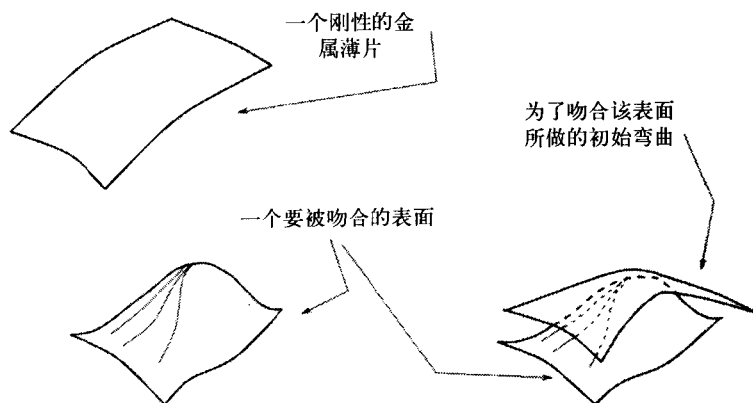 一个刚性的金
属薄片
为了吻合该表面
所做的初始弯曲
一个要被吻合的表面